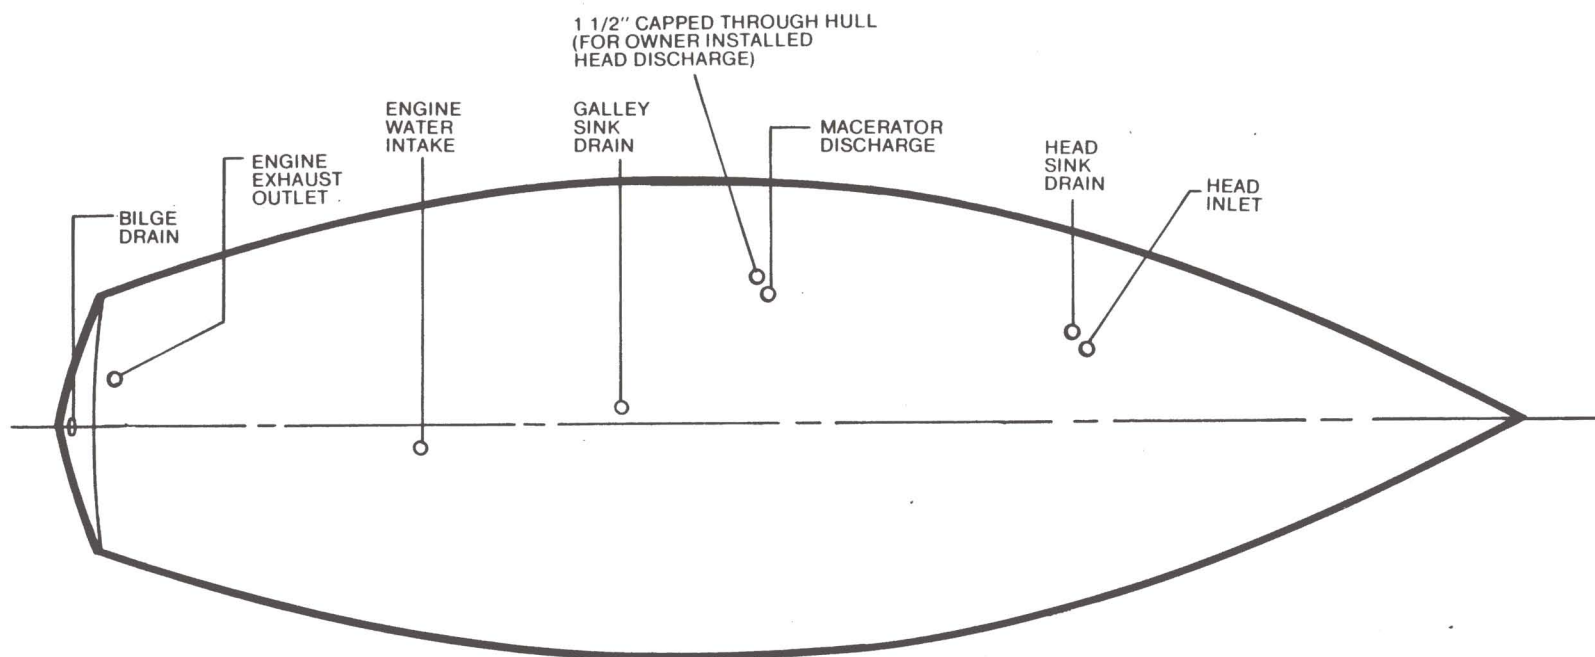 1 1/2" CAPPED THROUGH HULL
(FOR OWNER INSTALLED
HEAD DISCHARGE)
ENGINE
WATER
INTAKE
GALLEY
SINK
DRAIN
MACERATOR
DISCHARGE
HEAD
SINK
DRAIN
HEAD
INLET
ENGINE
EXHAUST
OUTLET
BILGE
DRAIN